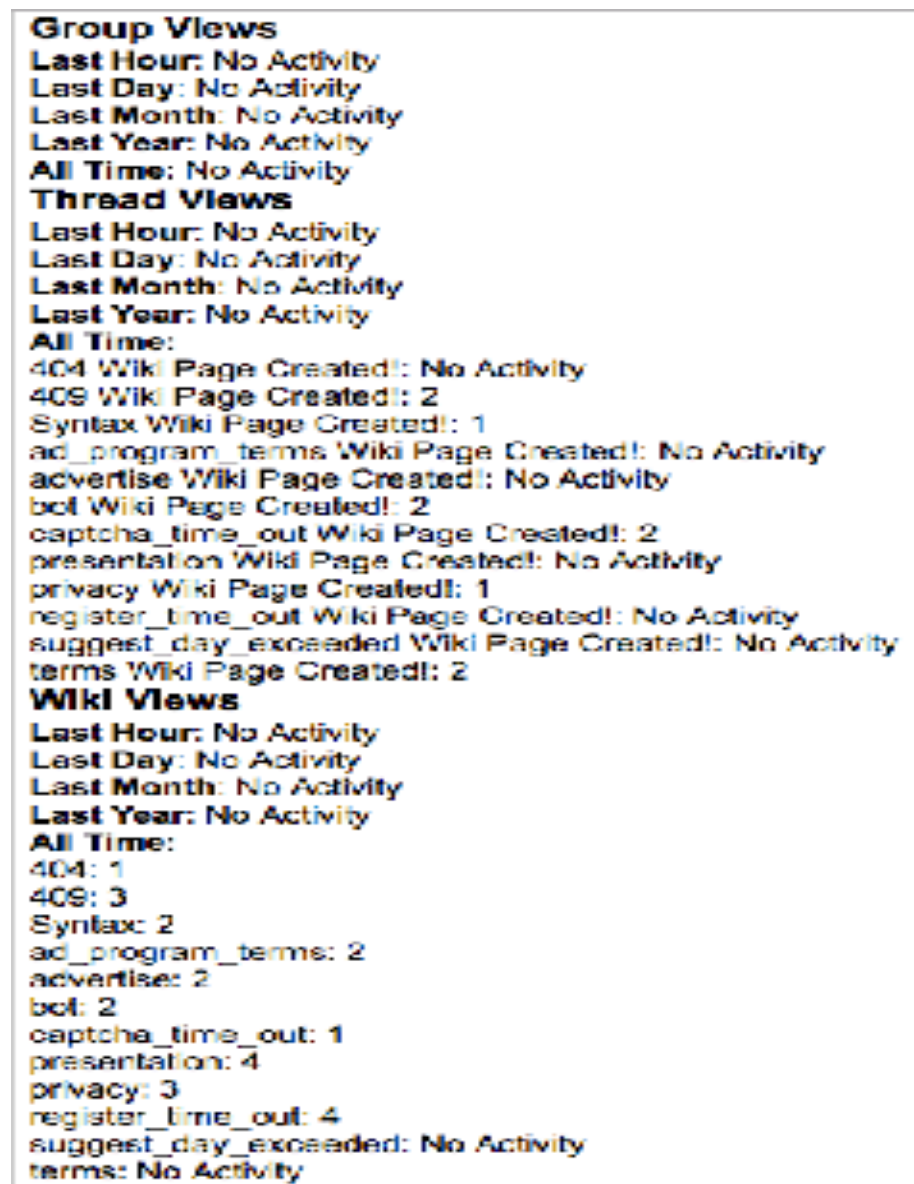 Group Views
Last Hour: No Activity
Last Day: No Activity
Last Month: No Activity
Last Year: No Activity
All Time: No Activity
Thread Views
Last Hour: No Activity
Last Day: No Activity
Last Month: No Activity
Last Year: No Activity
All Time:
404 Wiki Page Created!: No Activity
409 Wiki Page Created!: 2
Syntax Wiki Page Created!: 1
ad_program_terms Wiki Page Created!: No Activity
advertise Wiki Page Created!: No Activity
bot Wiki Page Created!: 2
captcha_time_out Wiki Page Created!: 2
presentation Wiki Page Created!: No Activity
privacy Wiki Page Created!: 1
register_time_out Wiki Page Created!: No Activity
suggest_day_exceeded Wiki Page Created!: No Activity
terms Wiki Page Created!: 2
Wiki Views
Last Hour: No Activity
Last Day: No Activity
Last Month: No Activity
Last Year: No Activity
All Time:
404: 1
409: 3
Syntax: 2
ad_program_terms: 2
advertise: 2
bot: 2
captcha_time_out: 1
presentation: 4
privacy: 3
register_time_out: 4
suggest_day_exceeded: No Activity
terms: No Activity